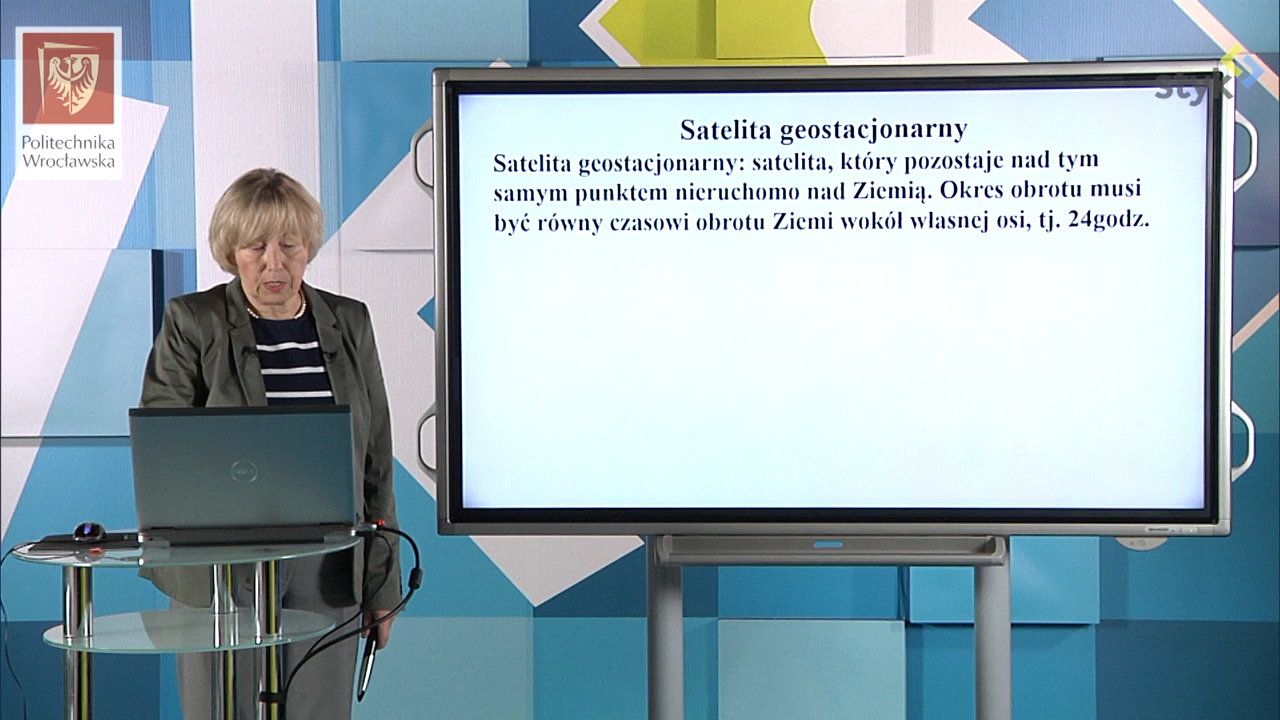 Politechnika
Wrocławska
styk
Satelita geostacjonarny
Satelita geostacjonarny: satelita, który pozostaje nad tym
samym punktem nieruchomo nad Ziemią. Okres obrotu musi
być równy czasowi obrotu Ziemi wokół własnej osi, tj. 24godz.